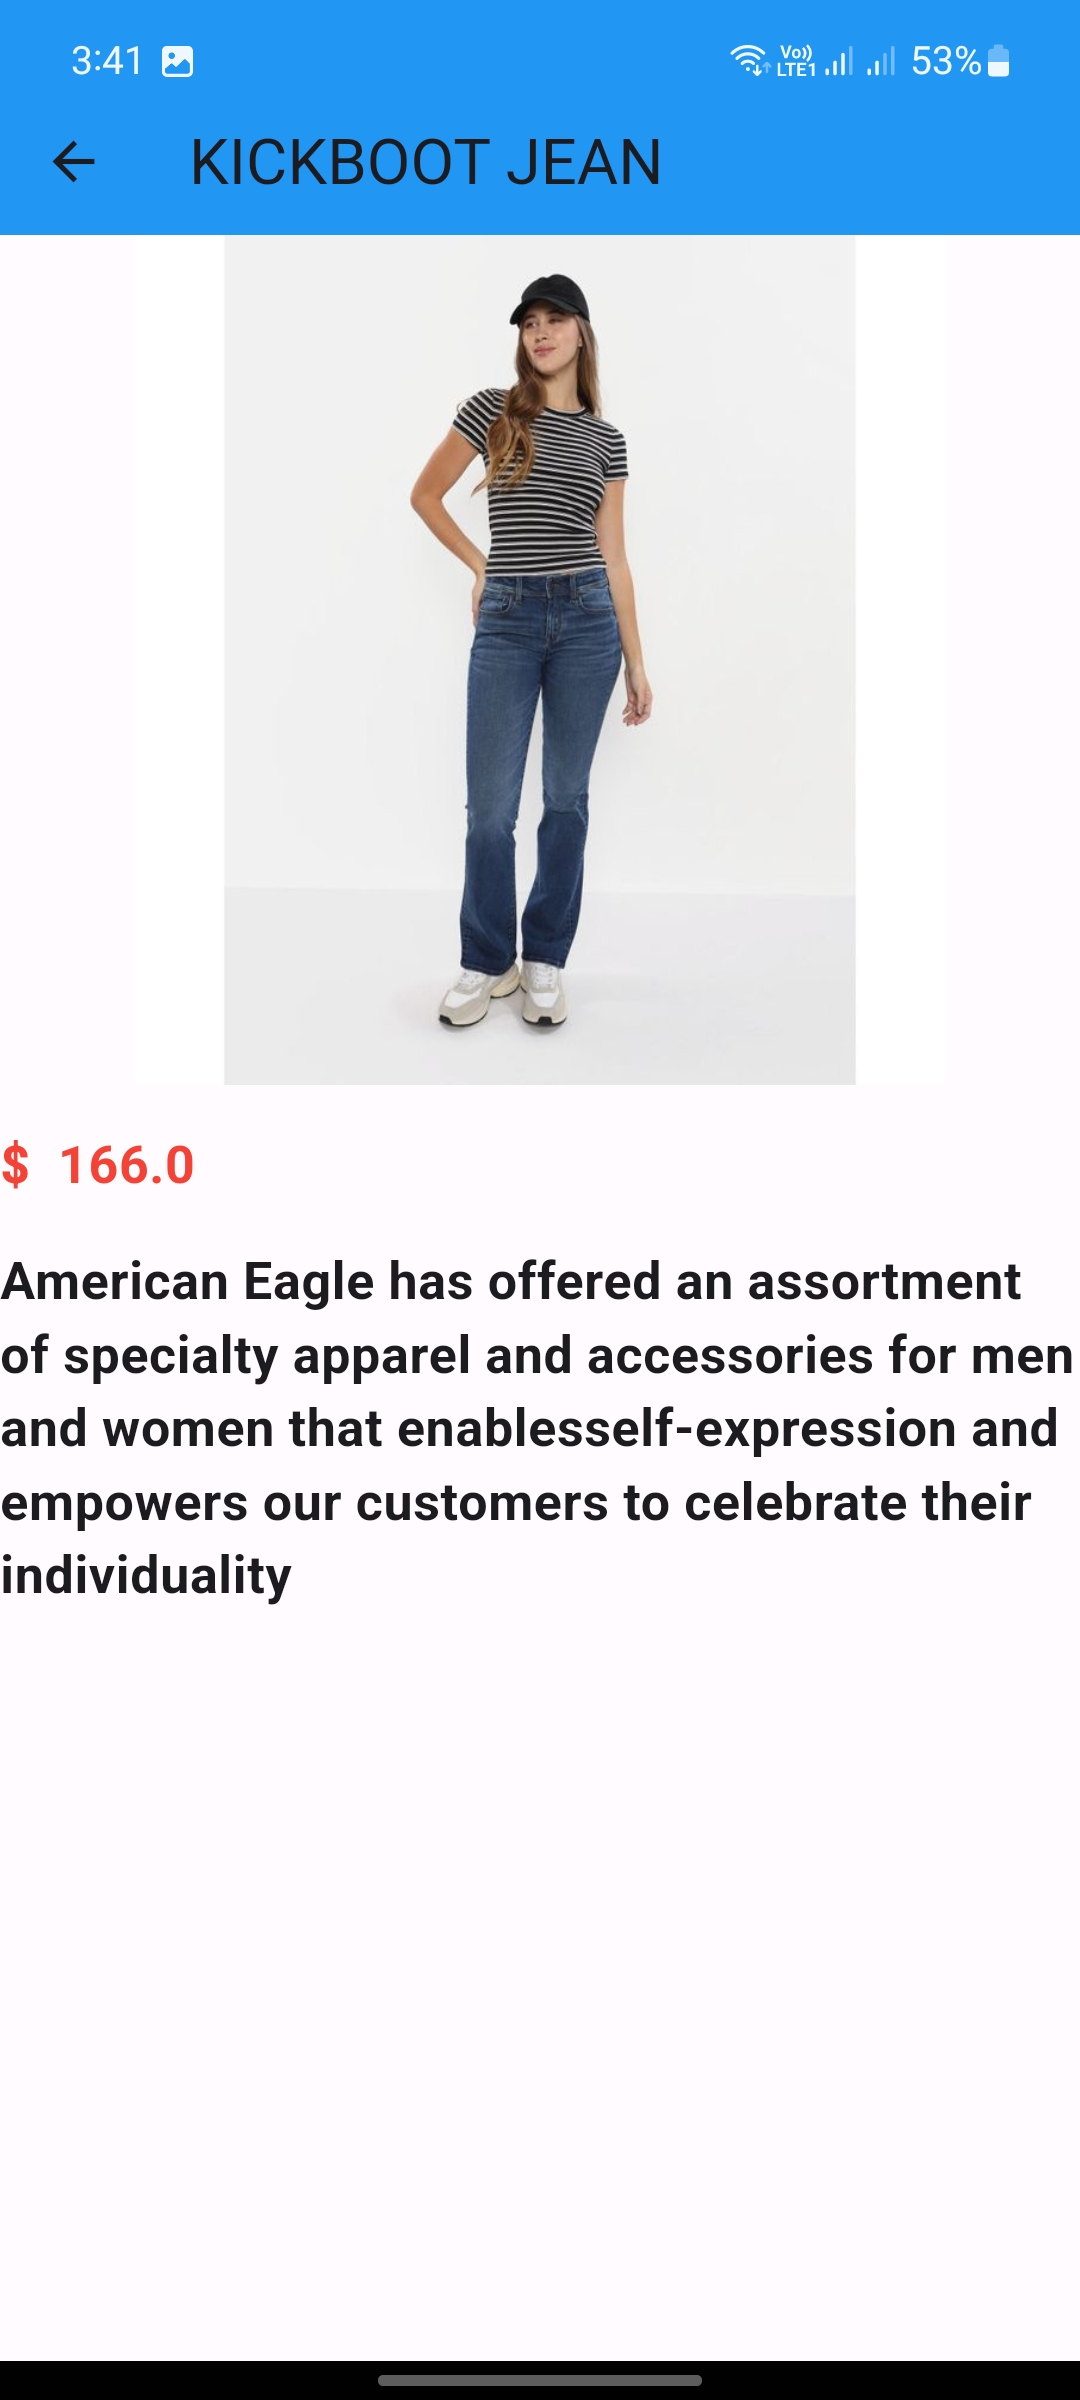 3:41 Vo)) LTE1 53%
KICKBOOT JEAN
$ 166.0
American Eagle has offered an assortment
of specialty apparel and accessories for men
and women that enablesself-expression and
empowers our customers to celebrate their
individuality